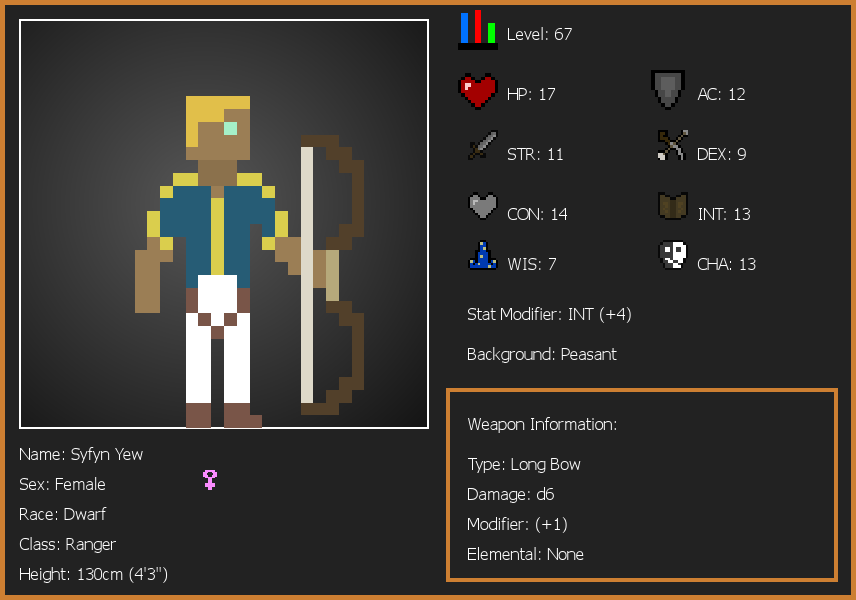 Level: 67
HP: 17
AC: 12
STR: 11
DEX: 9
CON: 14
INT: 13
WIS: 7
CHA: 13
Stat Modifier: INT (+4)
Background: Peasant
Weapon Information:
Type: Long Bow
Damage: d6
Modifier: (+1)
Elemental: None
Name: Syfyn Yew
Sex: Female
Race: Dwarf
Class: Ranger
Height: 130cm (4'3")